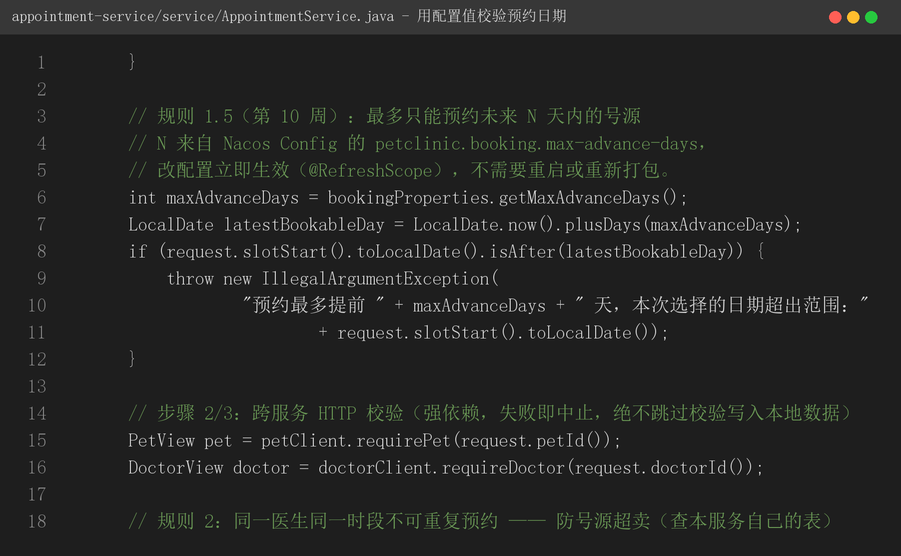 appointment-service/service/AppointmentService.java - 用配置值校验预约日期
1 }
2
3 // 规则 1.5（第 10 周）：最多只能预约未来 N 天内的号源
4 // N 来自 Nacos Config 的 petclinic.booking.max-advance-days，
5 // 改配置立即生效（@RefreshScope），不需要重启或重新打包。
6 int maxAdvanceDays = bookingProperties.getMaxAdvanceDays();
7 LocalDate latestBookableDay = LocalDate.now().plusDays(maxAdvanceDays);
8 if (request.slotStart().toLocalDate().isAfter(latestBookableDay)) {
9 throw new IllegalArgumentException(
10 "预约最多提前 " + maxAdvanceDays + " 天，本次选择的日期超出范围："
11 + request.slotStart().toLocalDate());
12 }
13
14 // 步骤 2/3：跨服务 HTTP 校验（强依赖，失败即中止，绝不跳过校验写入本地数据）
15 PetView pet = petClient.requirePet(request.petId());
16 DoctorView doctor = doctorClient.requireDoctor(request.doctorId());
17
18 // 规则 2：同一医生同一时段不可重复预约 —— 防号源超卖（查本服务自己的表）